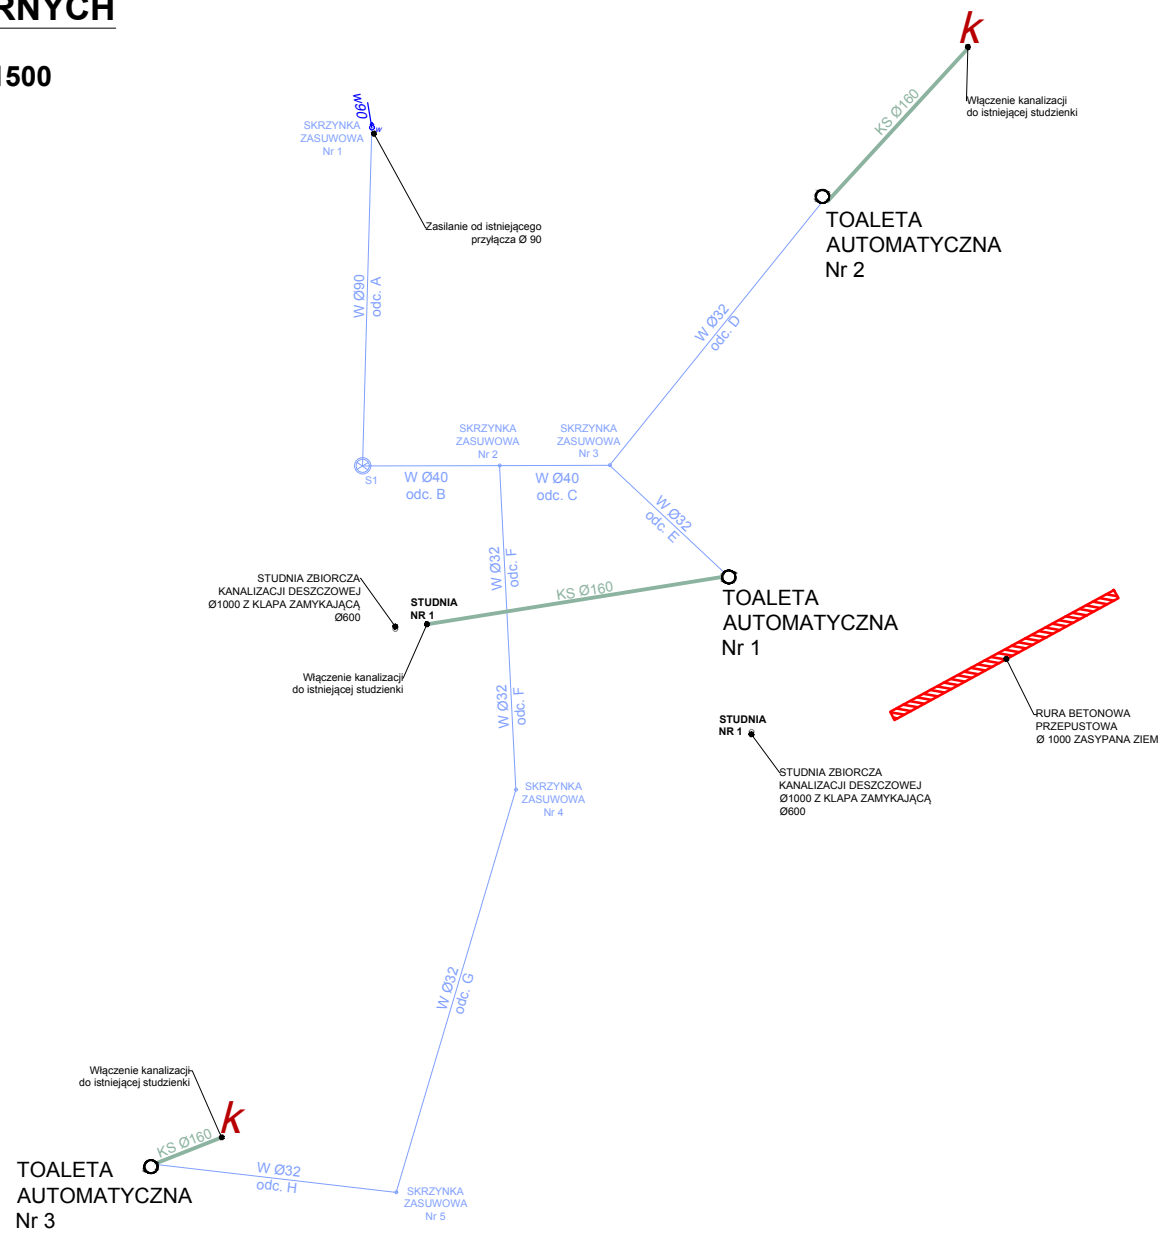 RNYCH
1500
k
Włączenie kanalizacji
do istniejącej studzienki
KS Ø160
w90
w
SKRZYNKA
ZASUWOWA
Nr 1
Zasilanie od istniejącego
przyłącza Ø 90
TOALETA
AUTOMATYCZNA
Nr 2
W Ø90
odc. A
W Ø32
odc. D
SKRZYNKA
ZASUWOWA
Nr 2
SKRZYNKA
ZASUWOWA
Nr 3
S1
W Ø40
odc. B
W Ø40
odc. C
W Ø32
odc. E
W Ø32
odc. F
STUDNIA ZBIORCZA
KANALIZACJI DESZCZOWEJ
Ø1000 Z KLAPA ZAMYKAJĄCĄ
Ø600
STUDNIA
NR 1
KS Ø160
TOALETA
AUTOMATYCZNA
Nr 1
Włączenie kanalizacji
do istniejącej studzienki
W Ø32
odc. F
STUDNIA
NR 1
RURA BETONOWA
PRZEPUSTOWA
Ø 1000 ZASYPANA ZIEM
STUDNIA ZBIORCZA
KANALIZACJI DESZCZOWEJ
Ø1000 Z KLAPA ZAMYKAJĄCĄ
Ø600
SKRZYNKA
ZASUWOWA
Nr 4
W Ø32
odc. G
Włączenie kanalizacji
do istniejącej studzienki
k
KS Ø160
TOALETA
AUTOMATYCZNA
Nr 3
W Ø32
odc. H
SKRZYNKA
ZASUWOWA
Nr 5